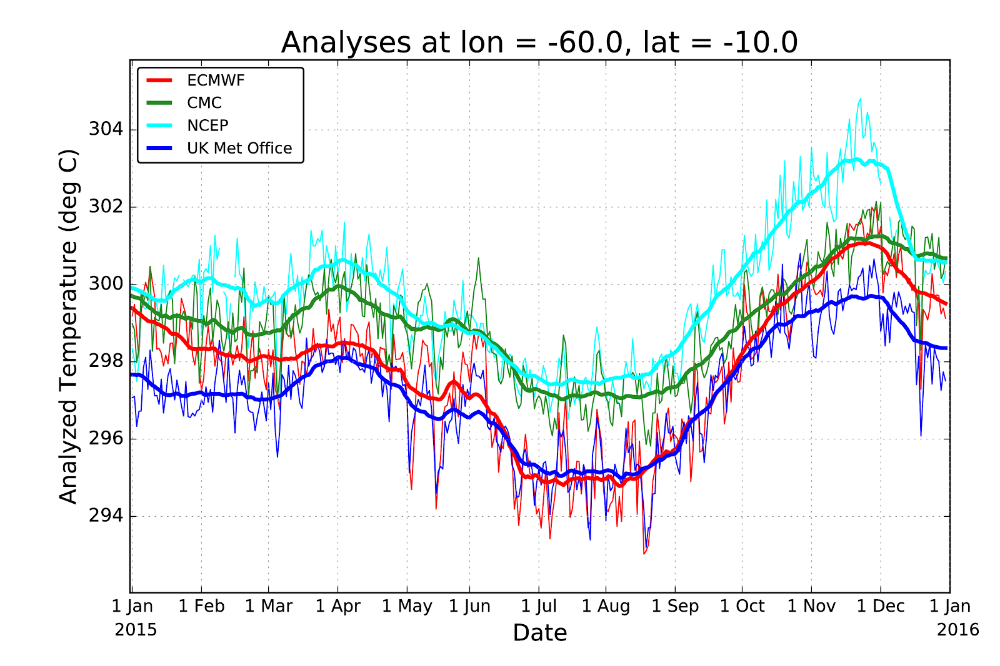 Analyses at lon = -60.0, lat = -10.0
ECMWF
CMC
NCEP
UK Met Office
Analyzed Temperature (deg C)
304
302
300
298
296
294
1 Jan 1 Feb 1 Mar 1 Apr 1 May 1 Jun 1 Jul 1 Aug 1 Sep 1 Oct 1 Nov 1 Dec 1 Jan
2015 2016
Date